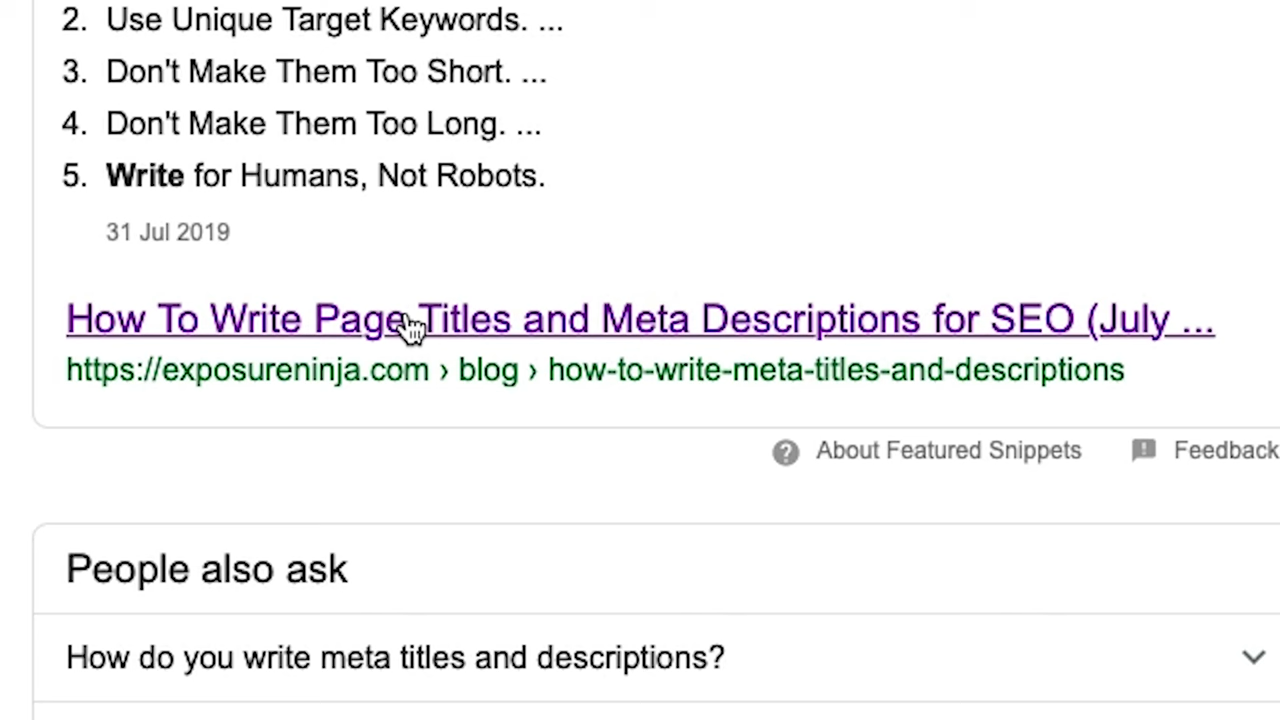 2. Use Unique Target Keywords. ...
3. Don't Make Them Too Short. ...
4. Don't Make Them Too Long. ...
5. Write for Humans, Not Robots.
31 Jul 2019
How To Write Page Titles and Meta Descriptions for SEO (July ...
https://exposureninja.com › blog › how-to-write-meta-titles-and-descriptions
About Featured Snippets Feedback
People also ask
How do you write meta titles and descriptions?